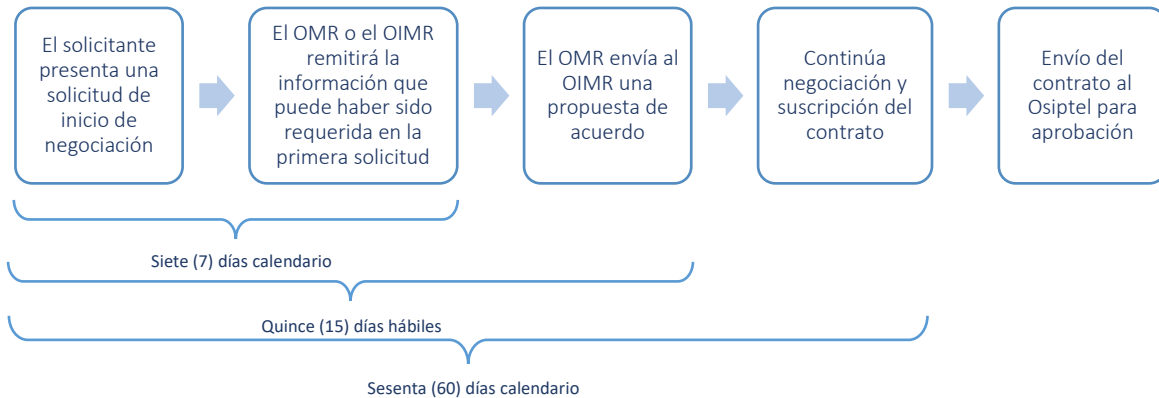 El solicitante
presenta una
solicitud de
inicio de
negociación
El OMR o el OIMR
remitirá la
información que
puede haber sido
requerida en la
primera solicitud
El OMR envía al
OIMR una
propuesta de
acuerdo
Continúa
negociación y
suscripción del
contrato
Envío del
contrato al
Osiptel para
aprobación
Siete (7) días calendario
Quince (15) días hábiles
Sesenta (60) días calendario